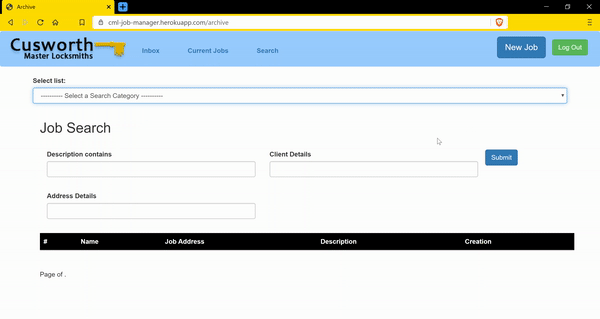 Archive
cml-job-manager.herokuapp.com/archive
Cusworth
Master Locksmiths
Inbox Current Jobs Search New Job Log Out
Select list:
---------- Select a Search Category ----------
Job Search
Description contains Client Details Submit
Address Details
# Name Job Address Description Creation
Page of .